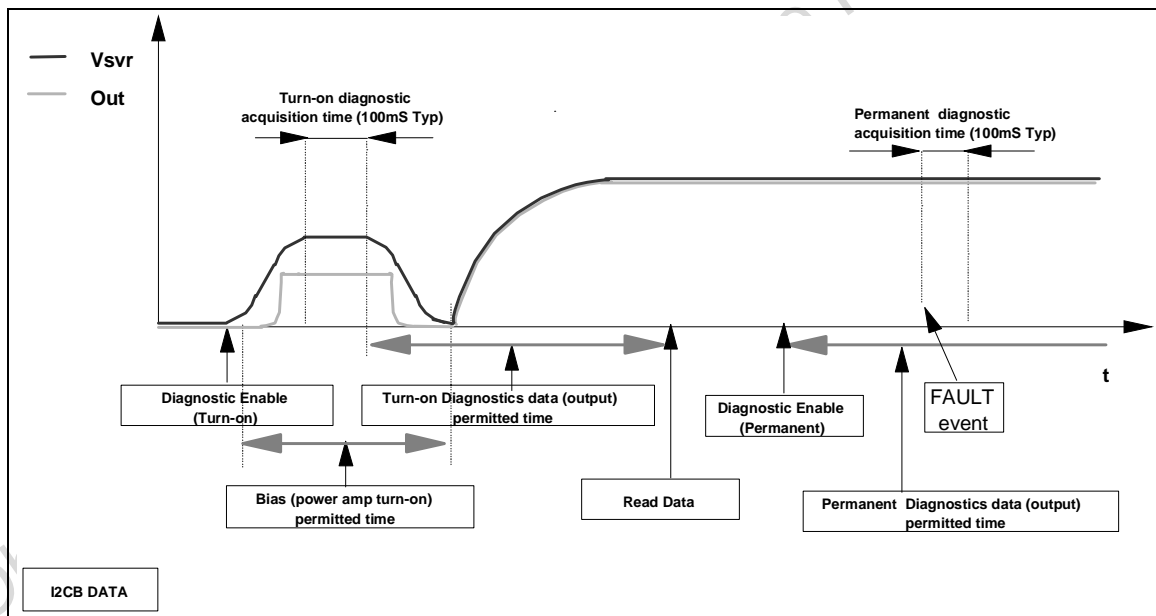 Vsvr
Out
Turn-on diagnostic
acquisition time (100mS Typ)
Permanent diagnostic
acquisition time (100mS Typ)
t
Diagnostic Enable
(Turn-on)
Turn-on Diagnostics data (output)
permitted time
Diagnostic Enable
(Permanent)
FAULT
event
Bias (power amp turn-on)
permitted time
Read Data
Permanent Diagnostics data (output)
permitted time
I2CB DATA